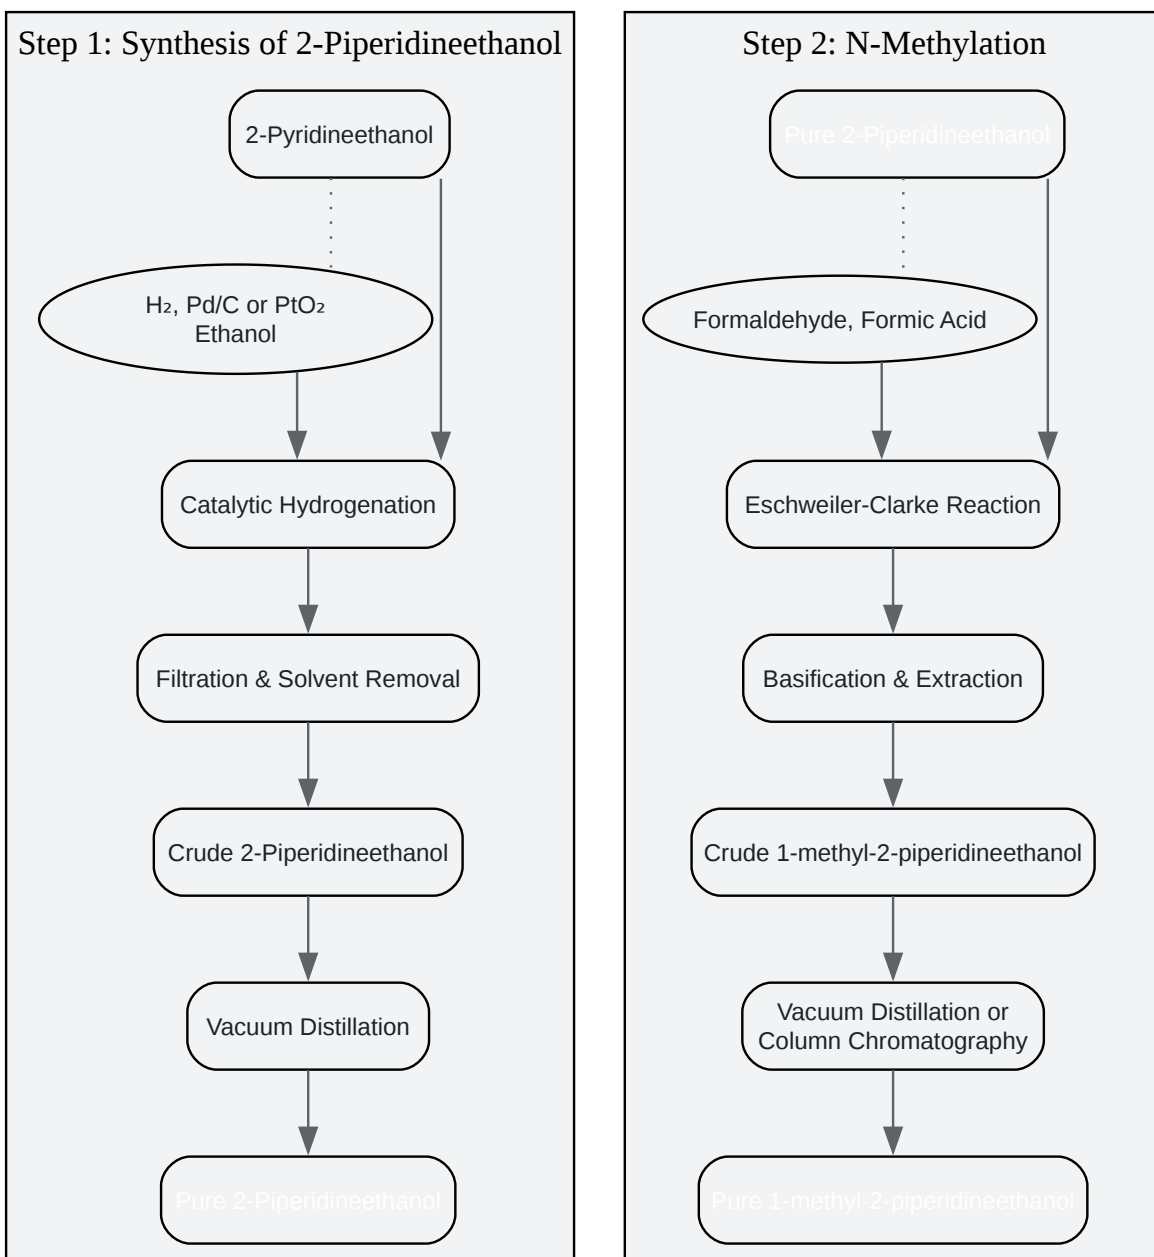 Step 1: Synthesis of 2-Piperidineethanol
2-Pyridineethanol
H₂, Pd/C or PtO₂
Ethanol
Catalytic Hydrogenation
Filtration & Solvent Removal
Crude 2-Piperidineethanol
Vacuum Distillation
Pure 2-Piperidineethanol
Step 2: N-Methylation
Pure 2-Piperidineethanol
Formaldehyde, Formic Acid
Eschweiler-Clarke Reaction
Basification & Extraction
Crude 1-methyl-2-piperidineethanol
Vacuum Distillation or
Column Chromatography
Pure 1-methyl-2-piperidineethanol